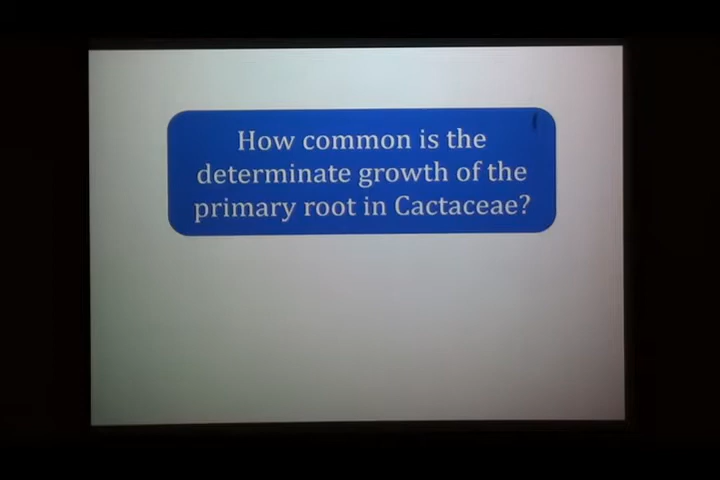 How common is the
determinate growth of the
primary root in Cactaceae?